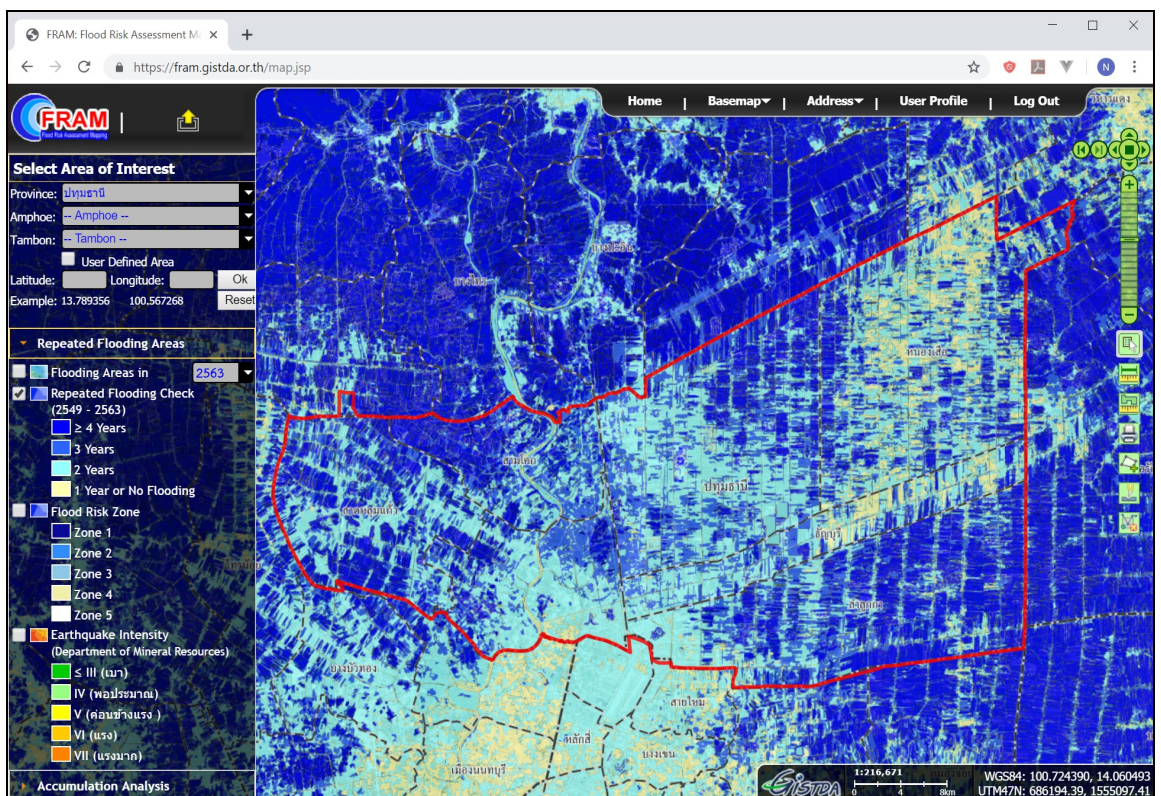 FRAM: Flood Risk Assessment M
https://fram.gistda.or.th/map.jsp
N
FRAM
Flood Risk Assessment Mapping
Home | Basemap | Address | User Profile | Log Out
Select Area of Interest
Province: ปทุมธานี
Amphoe: -- Amphoe --
Tambon: -- Tambon --
User Defined Area
Latitude: Longitude: Ok
Example: 13.789356 100.567268 Reset
Repeated Flooding Areas
Flooding Areas in 2563
Repeated Flooding Check
(2549 - 2563)
≥ 4 Years
3 Years
2 Years
1 Year or No Flooding
Flood Risk Zone
Zone 1
Zone 2
Zone 3
Zone 4
Zone 5
Earthquake Intensity
(Department of Mineral Resources)
≤ III (เบา)
IV (พอประมาณ)
V (ค่อนข้างแรง )
VI (แรง)
VII (แรงมาก)
Accumulation Analysis
บางปะอิน
บางไทร
หนองเสือ
สามโคก
ปทุมธานี
ลาดหลุมแก้ว
ธัญบุรี
ลำลูกกา
บางบัวทอง
สายไหม
หลักสี่
บางเขน
เมืองนนทบุรี
GISTDA
1:216,671
0 4 8km
WGS84: 100.724390, 14.060493
UTM47N: 686194.39, 1555097.41